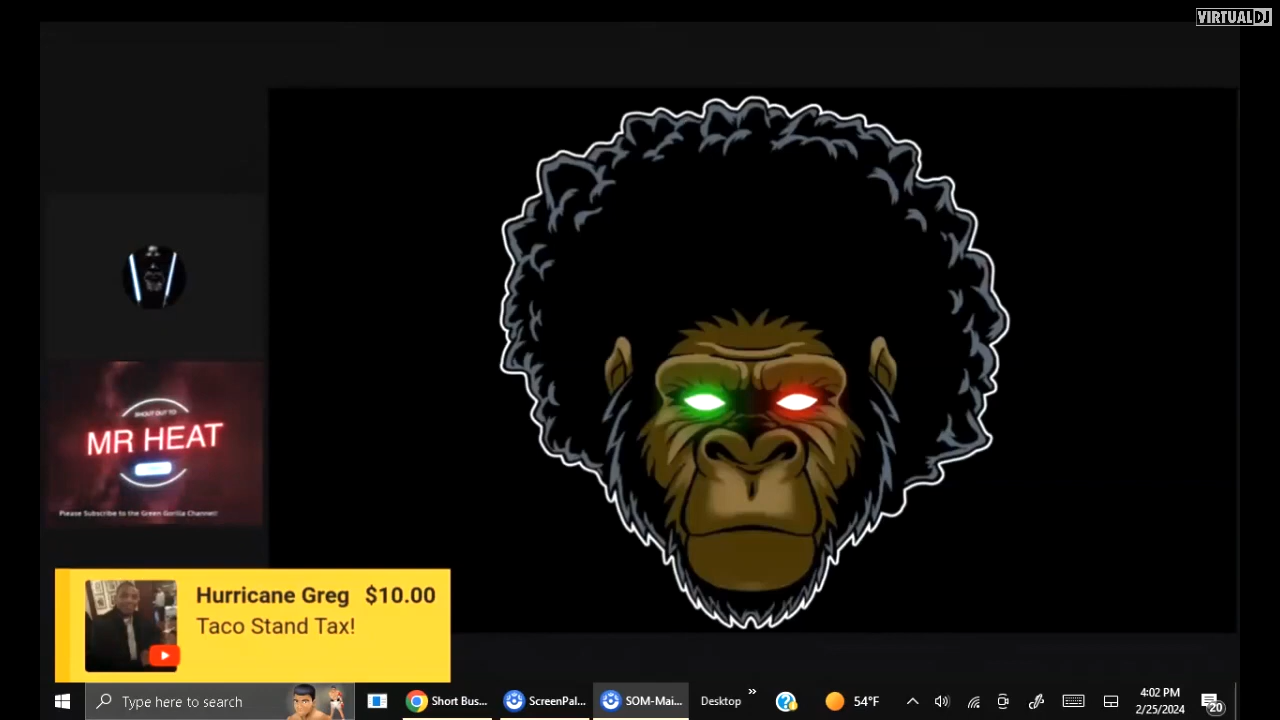 VIRTUALDJ
SHOUT OUT TO
MR HEAT
Please Subscribe to the Green Gorilla Channel!
Hurricane Greg $10.00
Taco Stand Tax!
Type here to search
Short Bus...
ScreenPal...
SOM-Mai...
Desktop
54°F
4:02 PM
2/25/2024
20